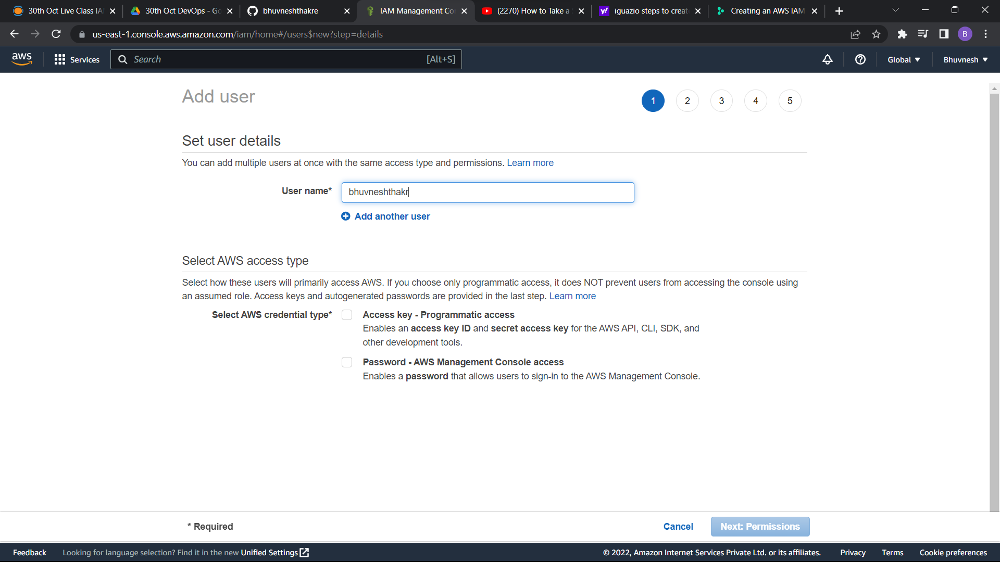 30th Oct Live Class IA
30th Oct DevOps - Go
bhuvneshthakre
IAM Management Co
(2270) How to Take a
iguazio steps to creat
Creating an AWS IAM
us-east-1.console.aws.amazon.com/iam/home#/users$new?step=details
B
aws
Services
Search
[Alt+S]
Global
Bhuvnesh
Add user
1 2 3 4 5
Set user details
You can add multiple users at once with the same access type and permissions. Learn more
User name*
bhuvneshthakr
Add another user
Select AWS access type
Select how these users will primarily access AWS. If you choose only programmatic access, it does NOT prevent users from accessing the console using
an assumed role. Access keys and autogenerated passwords are provided in the last step. Learn more
Select AWS credential type*
Access key - Programmatic access
Enables an access key ID and secret access key for the AWS API, CLI, SDK, and
other development tools.
Password - AWS Management Console access
Enables a password that allows users to sign-in to the AWS Management Console.
* Required
Cancel
Next: Permissions
Feedback
Looking for language selection? Find it in the new Unified Settings
© 2022, Amazon Internet Services Private Ltd. or its affiliates.
Privacy
Terms
Cookie preferences